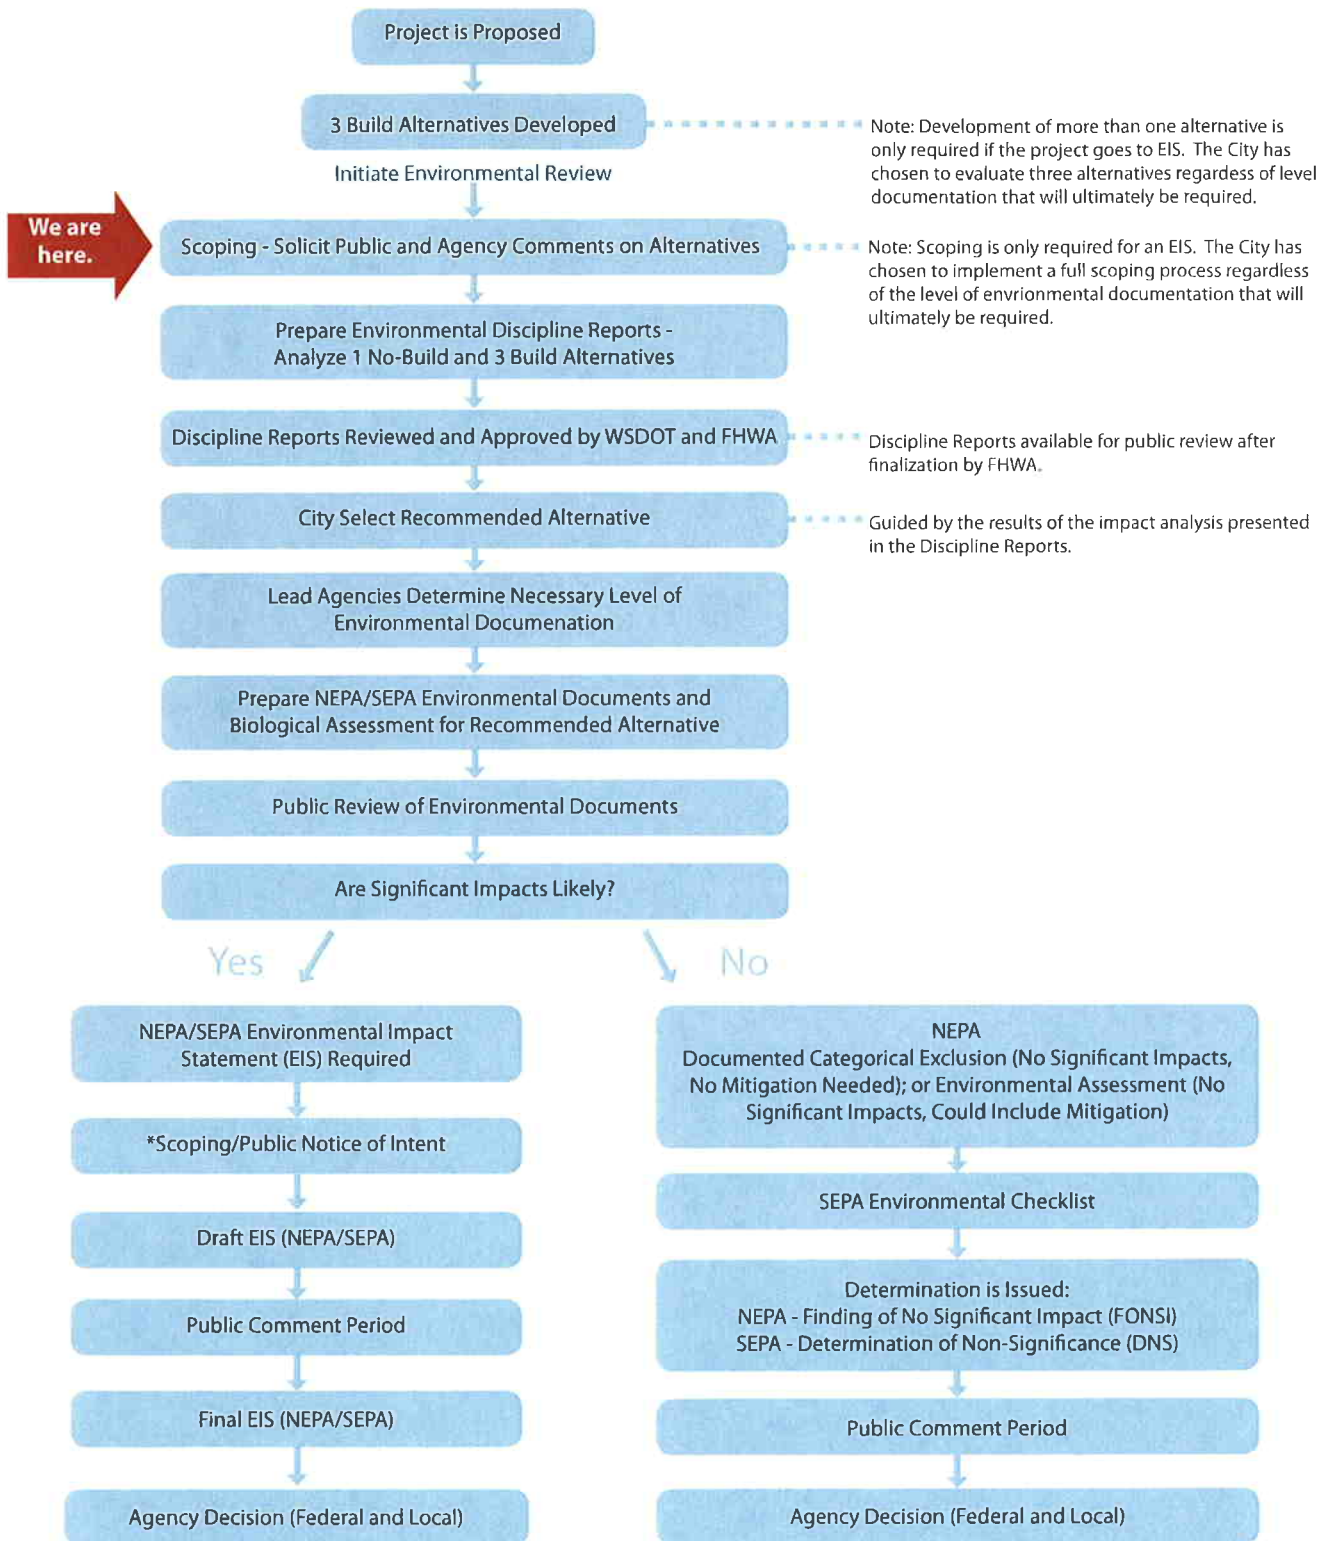 Project is Proposed
3 Build Alternatives Developed
Note: Development of more than one alternative is
only required if the project goes to EIS. The City has
chosen to evaluate three alternatives regardess of level
documentation that will ultimately be required.
Initiate Environmental Review
We are
here.
Scoping - Solicit Public and Agency Comments on Alternatives
Note: Scoping is only required for an EIS. The City has
chosen to implement a full scoping process regardless
of the level of envrionmental documentation that will
ultimately be required.
Prepare Environmental Discipline Reports -
Analyze 1 No-Build and 3 Build Alternatives
Discipline Reports Reviewed and Approved by WSDOT and FHWA
Discipline Reports available for public review after
finalization by FHWA.
City Select Recommended Alternative
Guided by the results of the impact analysis presented
in the Discipline Reports.
Lead Agencies Determine Necessary Level of
Environmental Documenation
Prepare NEPA/SEPA Environmental Documents and
Biological Assessment for Recommended Alternative
Public Review of Environmental Documents
Are Significant Impacts Likely?
Yes
No
NEPA/SEPA Environmental Impact
Statement (EIS) Required
*Scoping/Public Notice of Intent
Draft EIS (NEPA/SEPA)
Public Comment Period
Final EIS (NEPA/SEPA)
Agency Decision (Federal and Local)
NEPA
Documented Categorical Exclusion (No Significant Impacts,
No Mitigation Needed); or Environmental Assessment (No
Significant Impacts, Could Include Mitigation)
SEPA Environmental Checklist
Determination is Issued:
NEPA - Finding of No Significant Impact (FONSI)
SEPA - Determination of Non-Significance (DNS)
Public Comment Period
Agency Decision (Federal and Local)